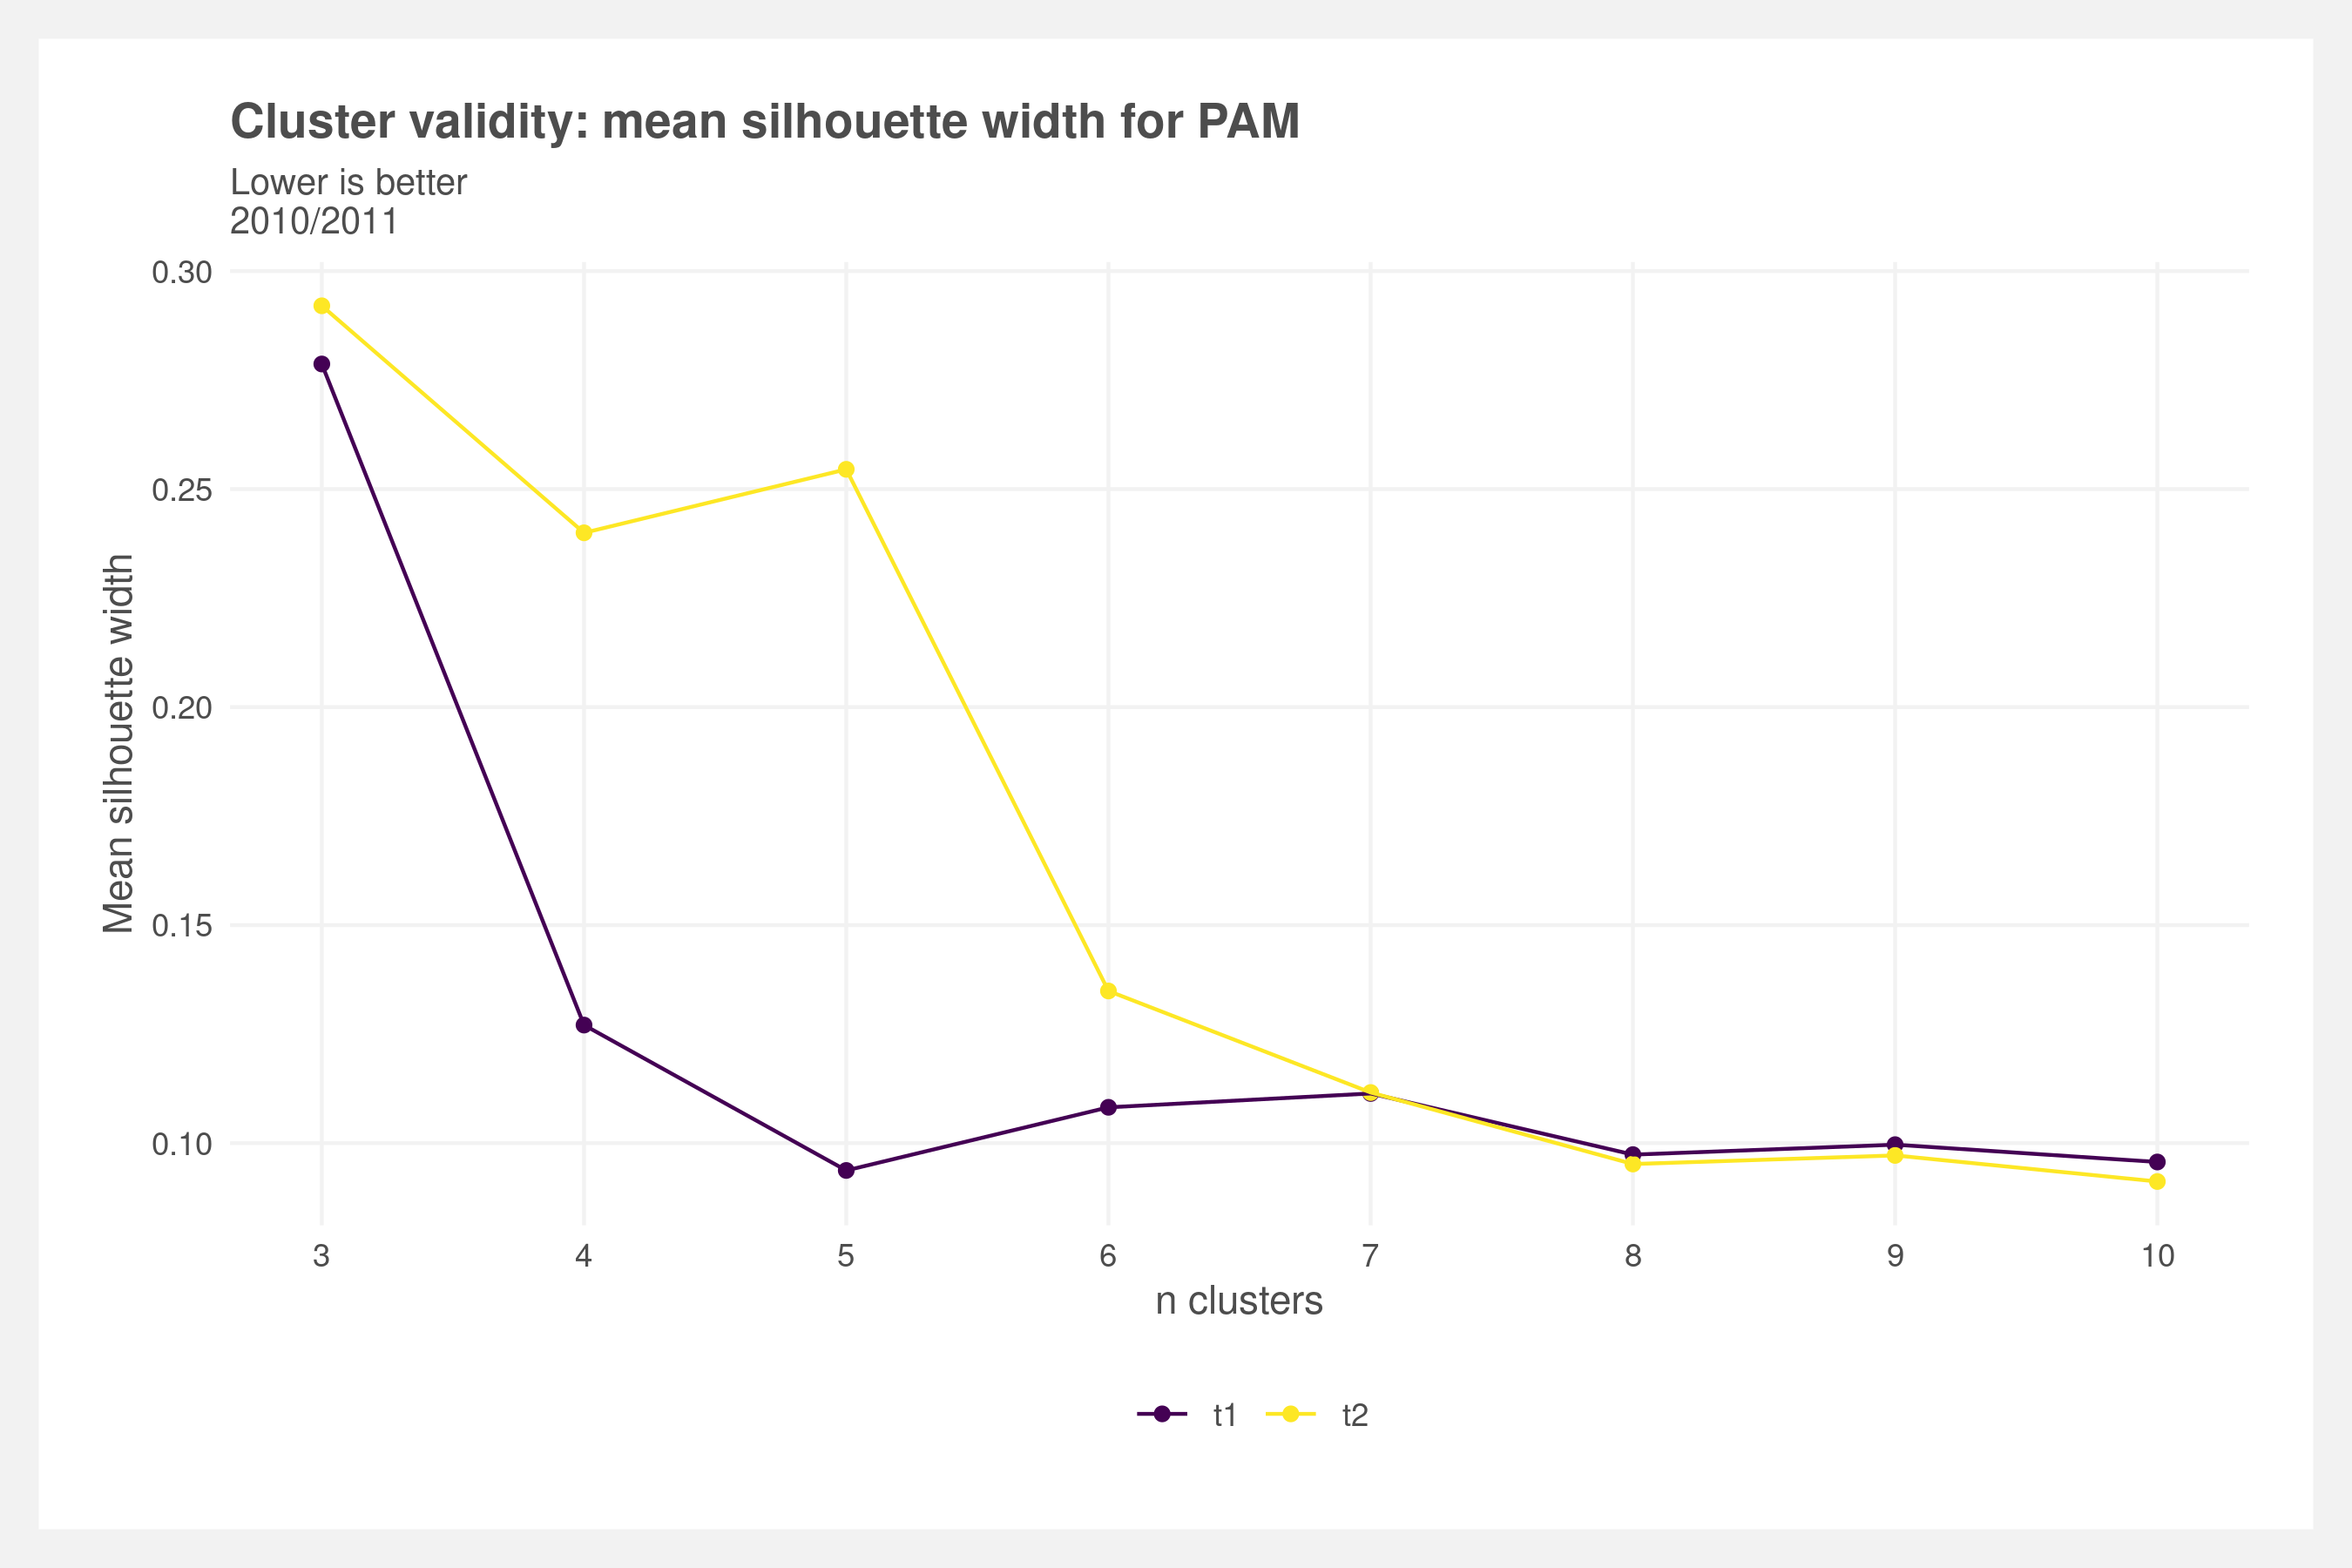 Cluster validity: mean silhouette width for PAM
Lower is better
2010/2011
Mean silhouette width
0.30
0.25
0.20
0.15
0.10
3 4 5 6 7 8 9 10
n clusters
t1 t2